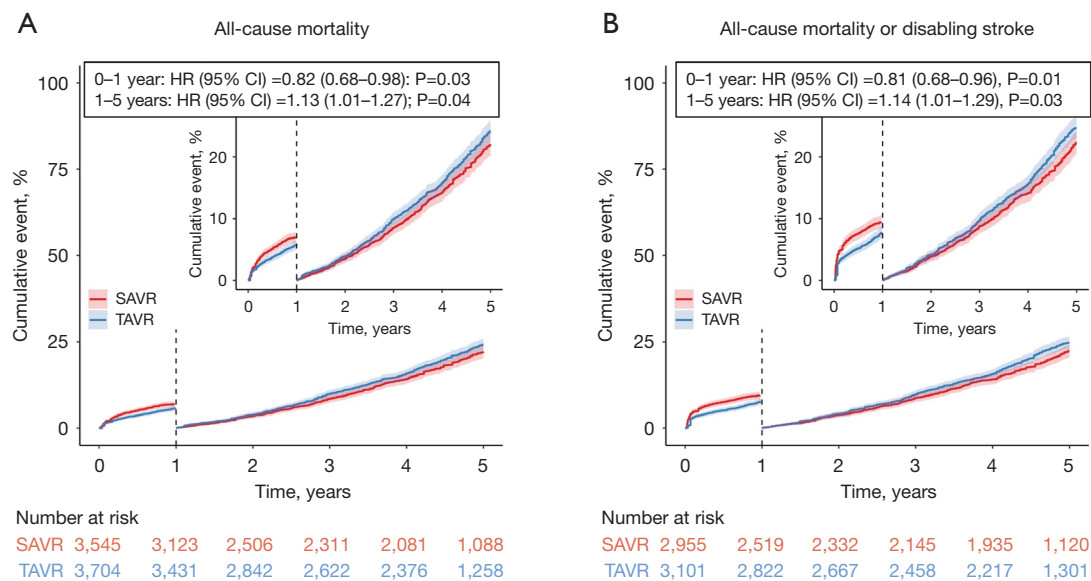 A
All-cause mortality
0–1 year: HR (95% CI) =0.82 (0.68–0.98): P=0.03
1–5 years: HR (95% CI) =1.13 (1.01–1.27); P=0.04
Cumulative event, %
100
75
50
25
0
Cumulative event, %
20
10
0
0 1 2 3 4 5
Time, years
SAVR
TAVR
0 1 2 3 4 5
Time, years
Number at risk
SAVR 3,545 3,123 2,506 2,311 2,081 1,088
TAVR 3,704 3,431 2,842 2,622 2,376 1,258
B
All-cause mortality or disabling stroke
0–1 year: HR (95% CI) =0.81 (0.68–0.96), P=0.01
1–5 years: HR (95% CI) =1.14 (1.01–1.29), P=0.03
Cumulative event, %
100
75
50
25
0
Cumulative event, %
20
10
0
0 1 2 3 4 5
Time, years
SAVR
TAVR
0 1 2 3 4 5
Time, years
Number at risk
SAVR 2,955 2,519 2,332 2,145 1,935 1,120
TAVR 3,101 2,822 2,667 2,458 2,217 1,301